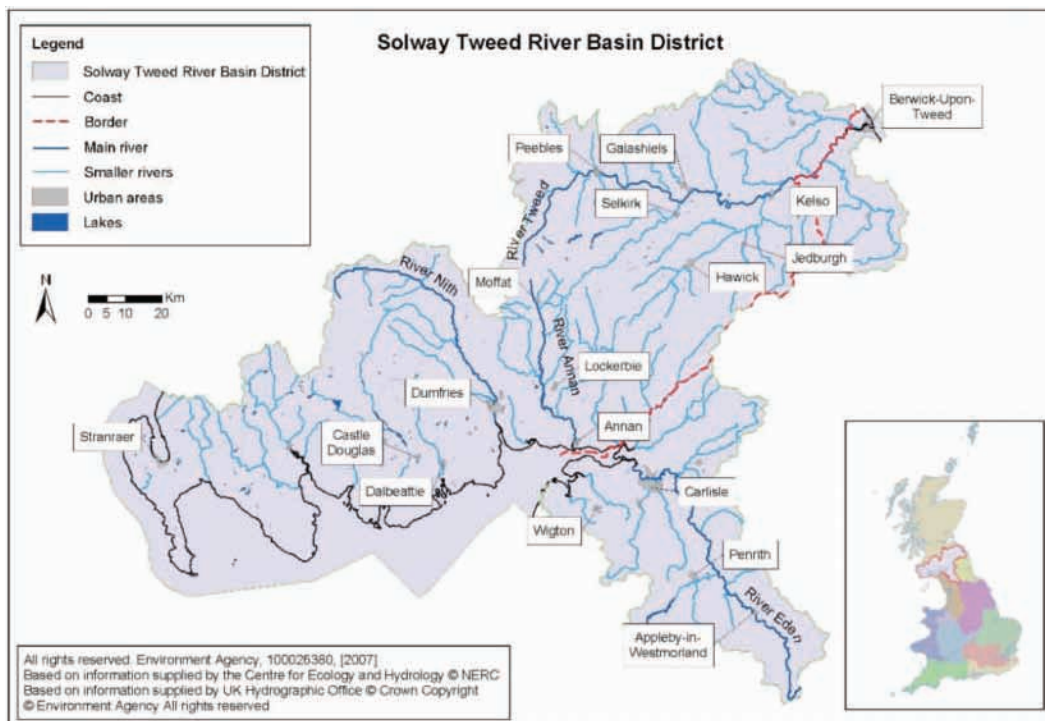 Solway Tweed River Basin District
Legend
Solway Tweed River Basin District
Coast
Border
Main river
Smaller rivers
Urban areas
Lakes
N
Km
0 5 10 20
Berwick-Upon-
Tweed
Peebles
Galashiels
Selkirk
Kelso
River Tweed
Jedburgh
Hawick
Moffat
River Nith
River Annan
Lockerbie
Dumfries
Annan
Stranraer
Castle
Douglas
Dalbeattie
Carlisle
Wigton
Penrith
River Eden
Appleby-in-
Westmorland
All rights reserved. Environment Agency, 100026380, [2007]
Based on information supplied by the Centre for Ecology and Hydrology © NERC
Based on information supplied by UK Hydrographic Office © Crown Copyright
© Environment Agency All rights reserved